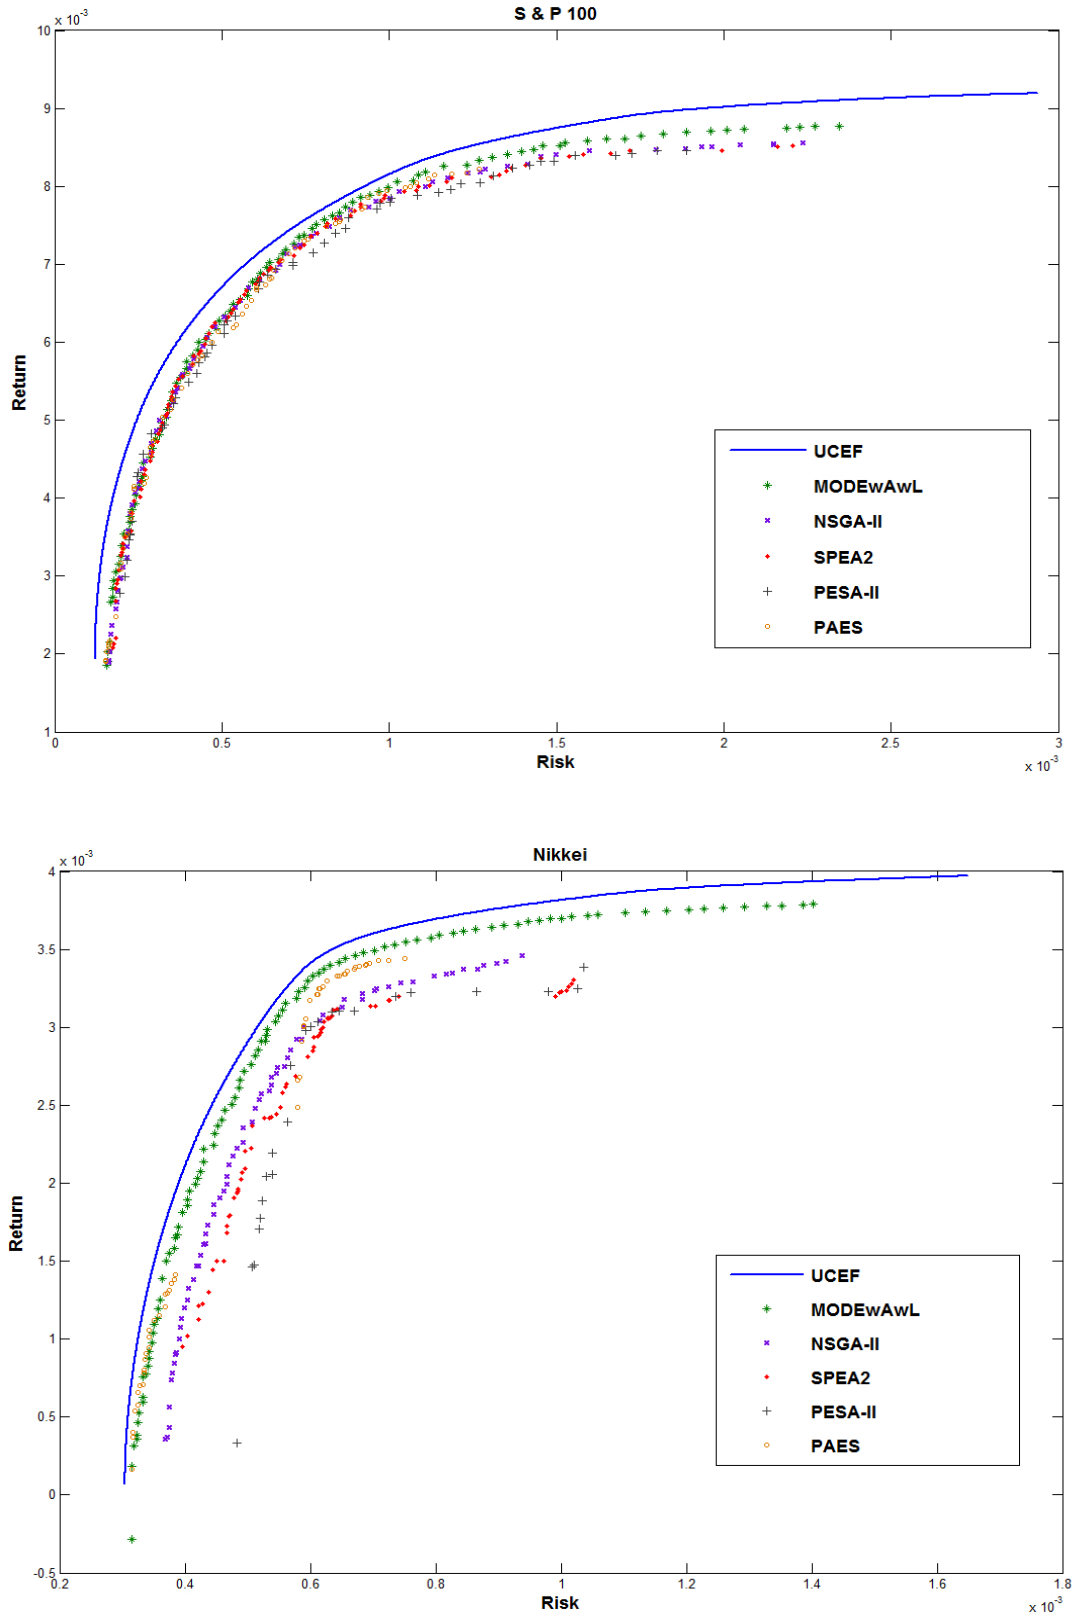 S & P 100
x 10⁻³
10
9
8
7
6
5
4
3
2
1
Return
UCEF
MODEwAwL
NSGA-II
SPEA2
PESA-II
PAES
0 0.5 1 1.5 2 2.5 3
Risk
x 10⁻³
Nikkei
x 10⁻³
4
3.5
3
2.5
2
1.5
1
0.5
0
-0.5
Return
UCEF
MODEwAwL
NSGA-II
SPEA2
PESA-II
PAES
0.2 0.4 0.6 0.8 1 1.2 1.4 1.6 1.8
Risk
x 10⁻³